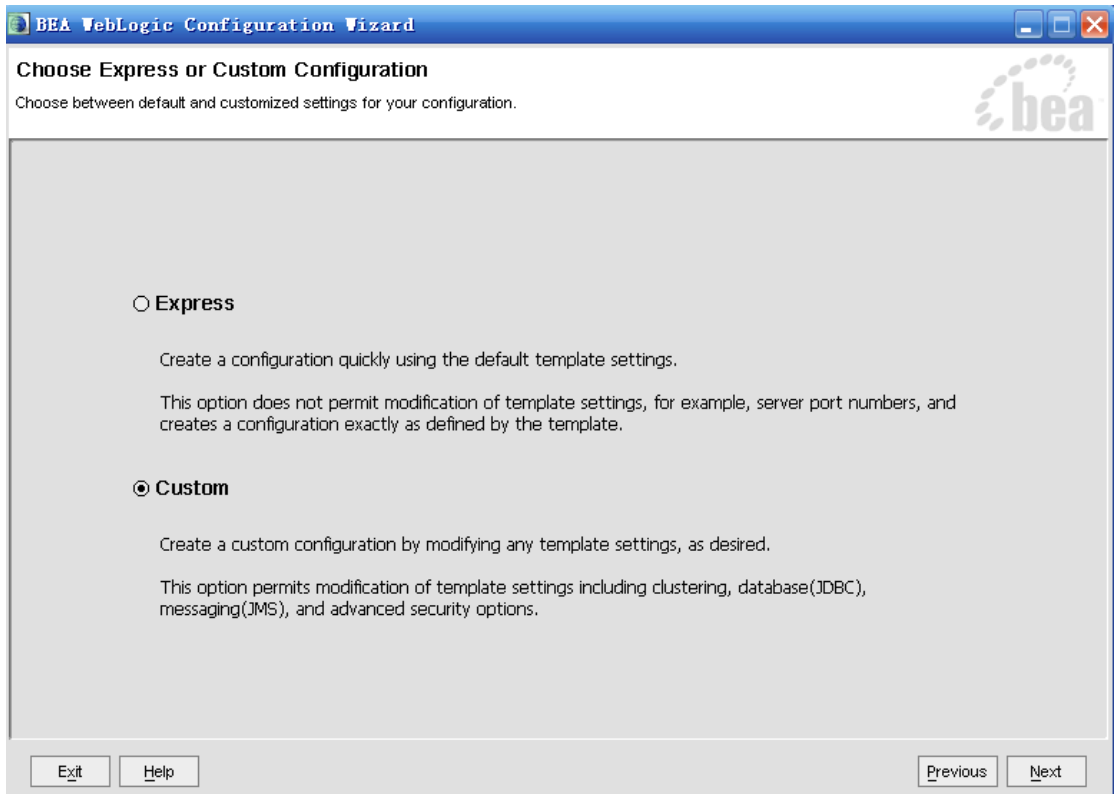 BEA WebLogic Configuration Wizard
Choose Express or Custom Configuration
Choose between default and customized settings for your configuration.
bea
Express
Create a configuration quickly using the default template settings.
This option does not permit modification of template settings, for example, server port numbers, and
creates a configuration exactly as defined by the template.
Custom
Create a custom configuration by modifying any template settings, as desired.
This option permits modification of template settings including clustering, database(JDBC),
messaging(JMS), and advanced security options.
Exit Help Previous Next